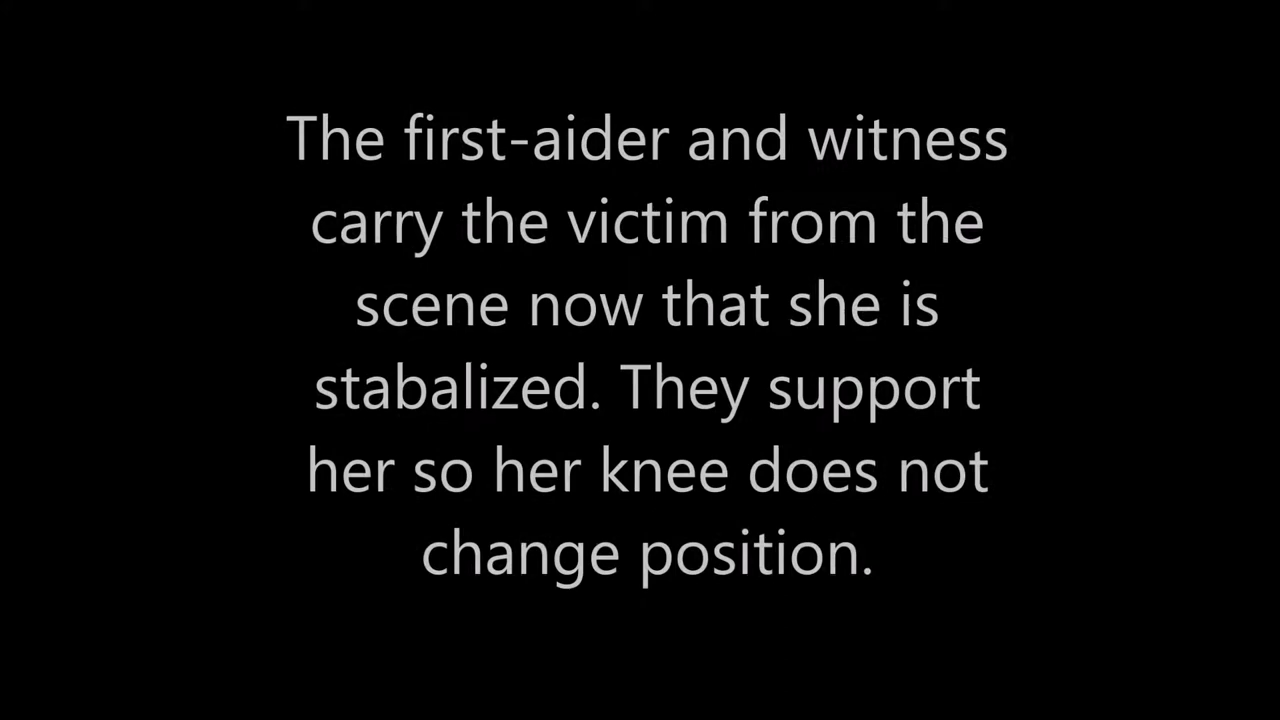 The first-aider and witness
carry the victim from the
scene now that she is
stabalized. They support
her so her knee does not
change position.